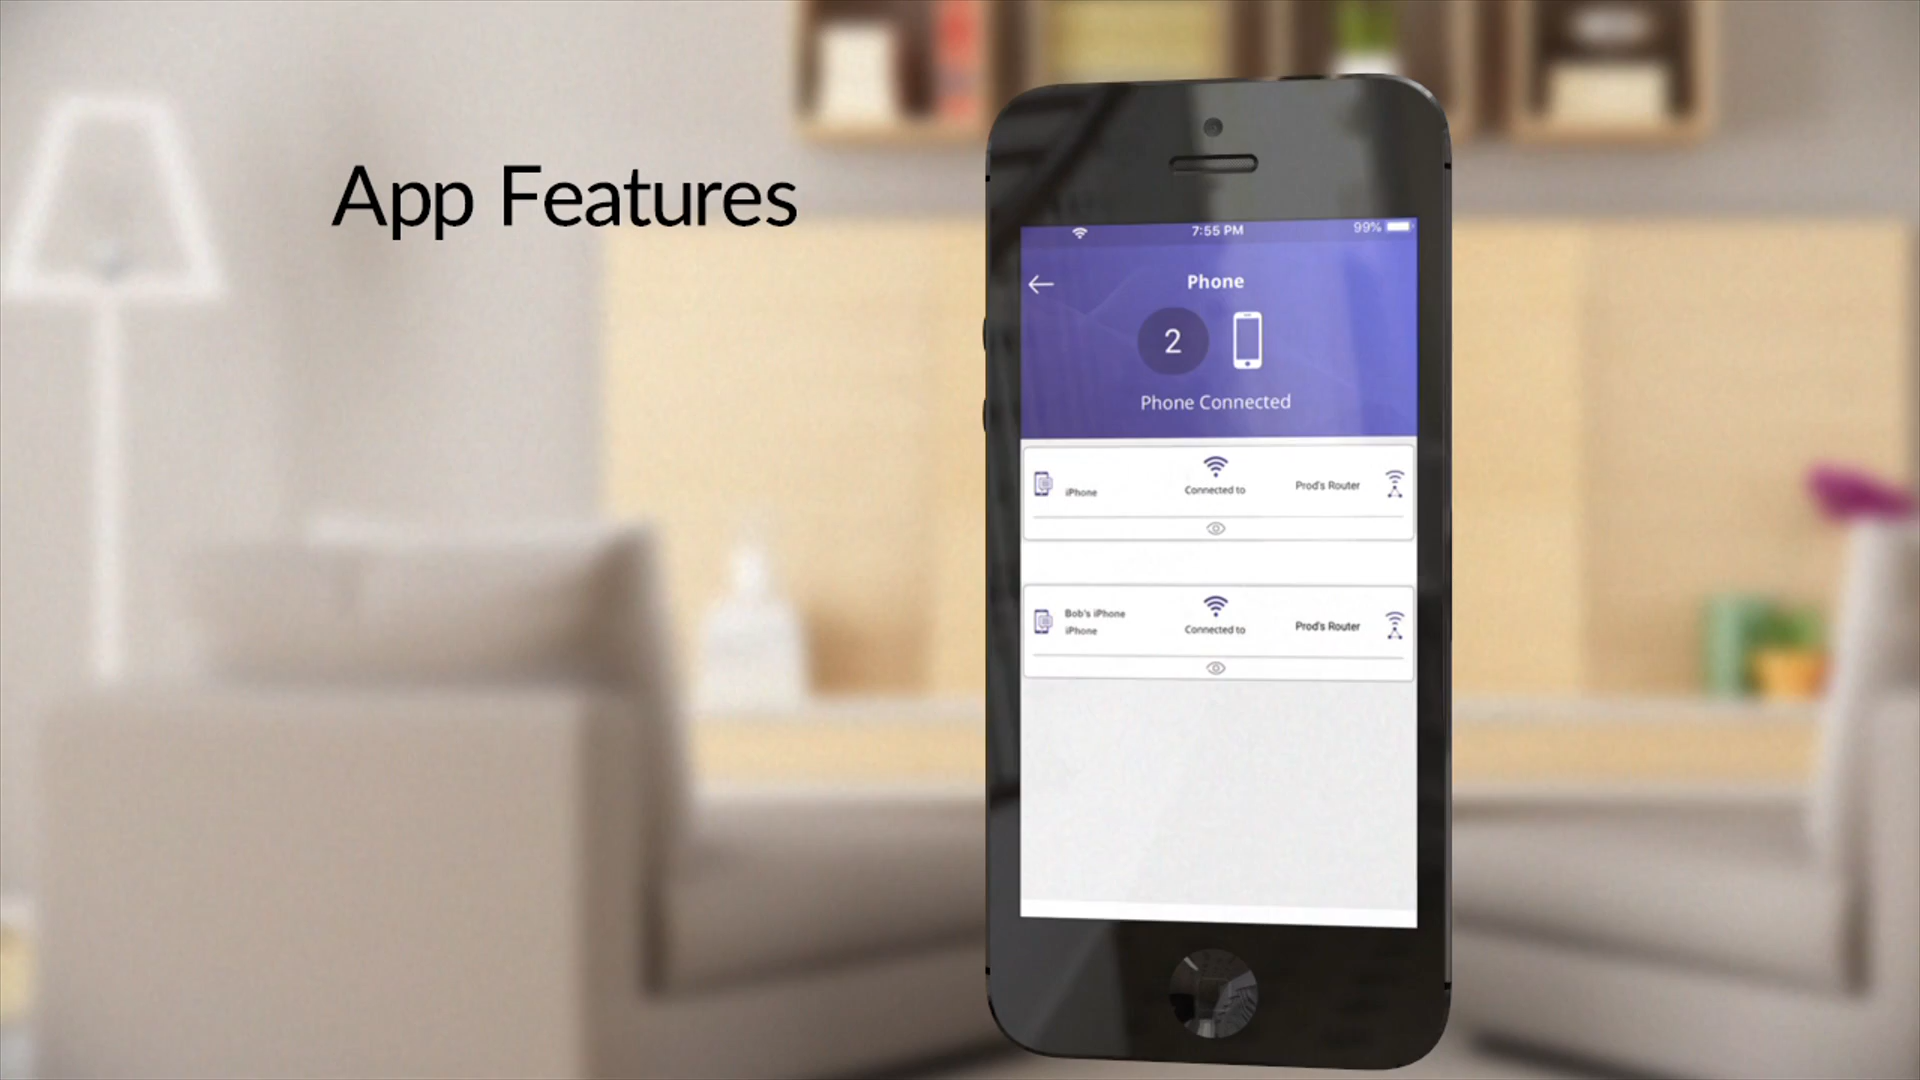 App Features
7:55 PM
99%
Phone
2
Phone Connected
iPhone
Connected to
Prod's Router
Bob's iPhone
iPhone
Connected to
Prod's Router